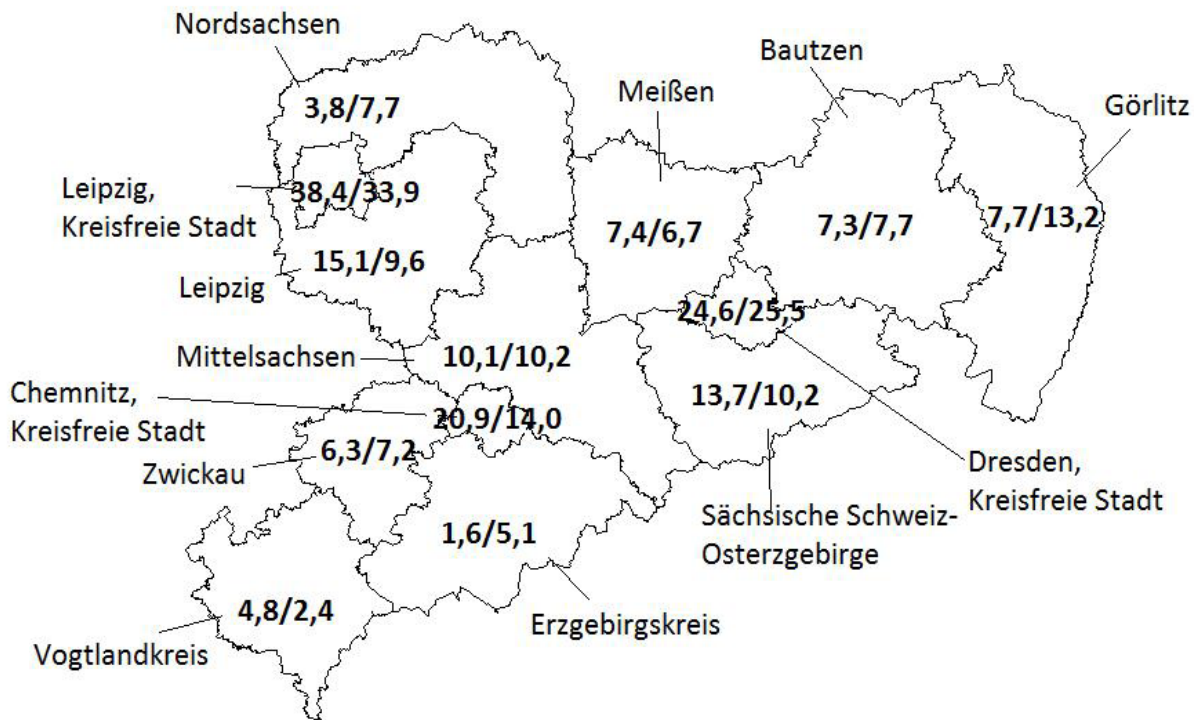 Nordsachsen
3,8/7,7
Leipzig,
Kreisfreie Stadt
38,4/33,9
15,1/9,6
Leipzig
Meißen
7,4/6,7
Bautzen
7,3/7,7
Görlitz
7,7/13,2
24,6/25,5
Dresden,
Kreisfreie Stadt
Mittelsachsen
10,1/10,2
13,7/10,2
Sächsische Schweiz-
Osterzgebirge
Chemnitz,
Kreisfreie Stadt
20,9/14,0
Zwickau
6,3/7,2
1,6/5,1
Erzgebirgskreis
4,8/2,4
Vogtlandkreis